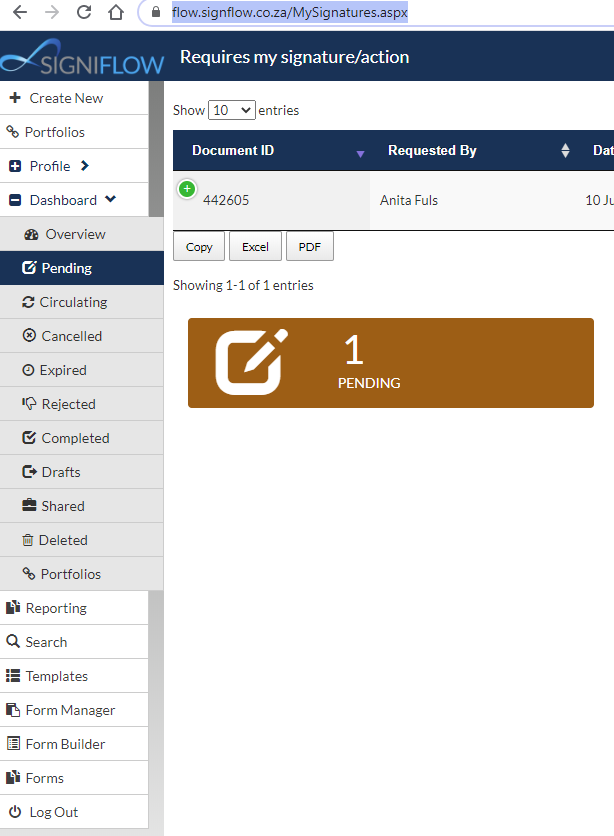 flow.signflow.co.za/MySignatures.aspx
SIGNIFLOW
Requires my signature/action
Create New
Portfolios
Profile
Dashboard
Overview
Pending
Circulating
Cancelled
Expired
Rejected
Completed
Drafts
Shared
Deleted
Portfolios
Reporting
Search
Templates
Form Manager
Form Builder
Forms
Log Out
Show 10 entries
Document ID Requested By Dat
442605 Anita Fuls 10 Ju
Copy Excel PDF
Showing 1-1 of 1 entries
1
PENDING